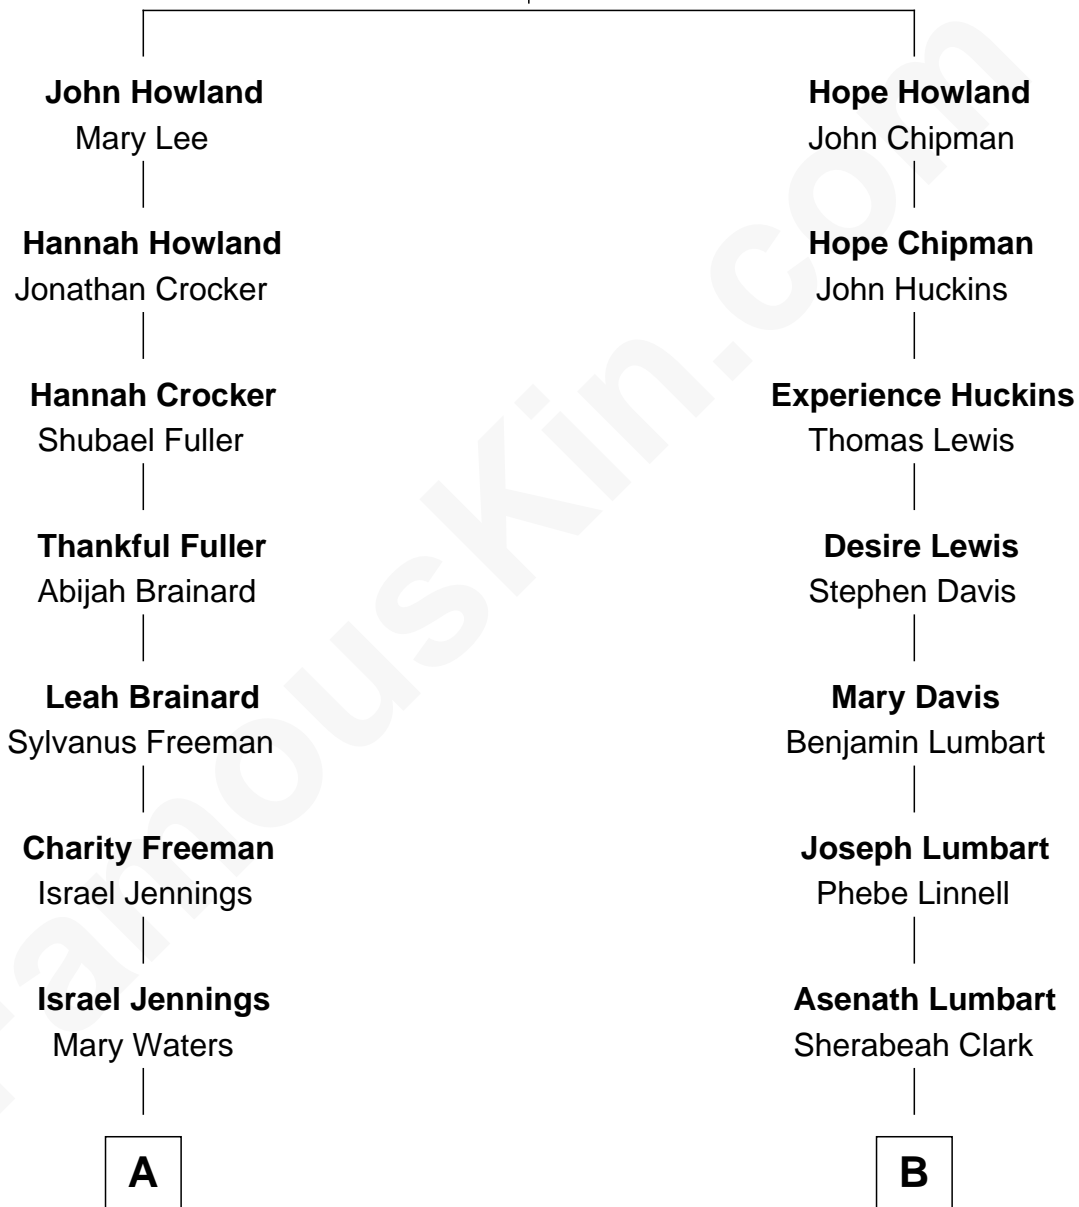 John Howland
Mary Lee
Hannah Howland
Jonathan Crocker
Hannah Crocker
Shubael Fuller
Thankful Fuller
Abijah Brainard
Leah Brainard
Sylvanus Freeman
Charity Freeman
Israel Jennings
Israel Jennings
Mary Waters
A
Hope Howland
John Chipman
Hope Chipman
John Huckins
Experience Huckins
Thomas Lewis
Desire Lewis
Stephen Davis
Mary Davis
Benjamin Lumbart
Joseph Lumbart
Phebe Linnell
Asenath Lumbart
Sherabeah Clark
B
FamousKin.com